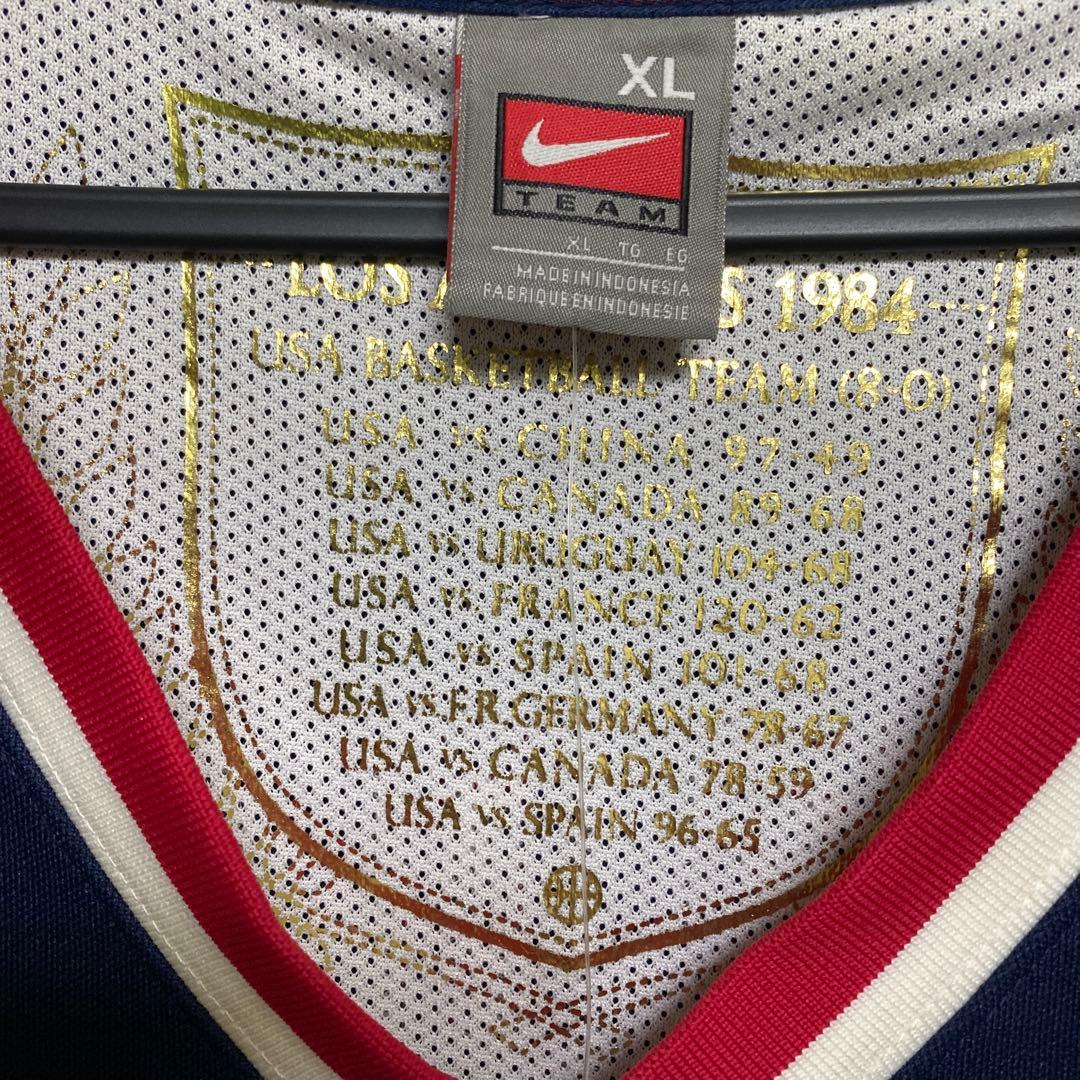 XL
TEAM
XL TG EG
MADE IN INDONESIA
FABRIQUE EN INDONESIE
LOS 1984
USA BASKETBALL TEAM (8-0)
USA vs. CHINA 97-49
USA vs. CANADA 89-68
USA vs. URUGUAY 104-68
USA vs. FRANCE 120-62
USA vs. SPAIN 101-68
USA vs. F.R. GERMANY 78-67
USA vs. CANADA 78-59
USA vs. SPAIN 96-65